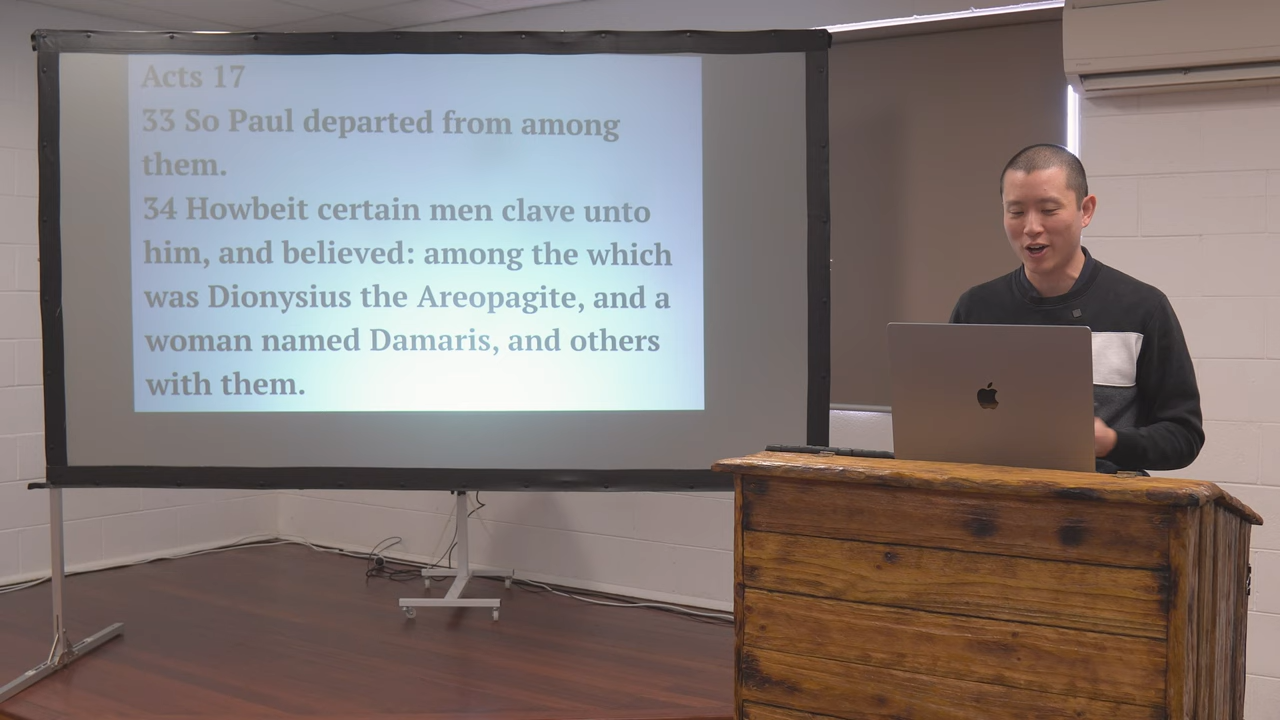 Acts 17
33 So Paul departed from among
them.
34 Howbeit certain men clave unto
him, and believed: among the which
was Dionysius the Areopagite, and a
woman named Damaris, and others
with them.